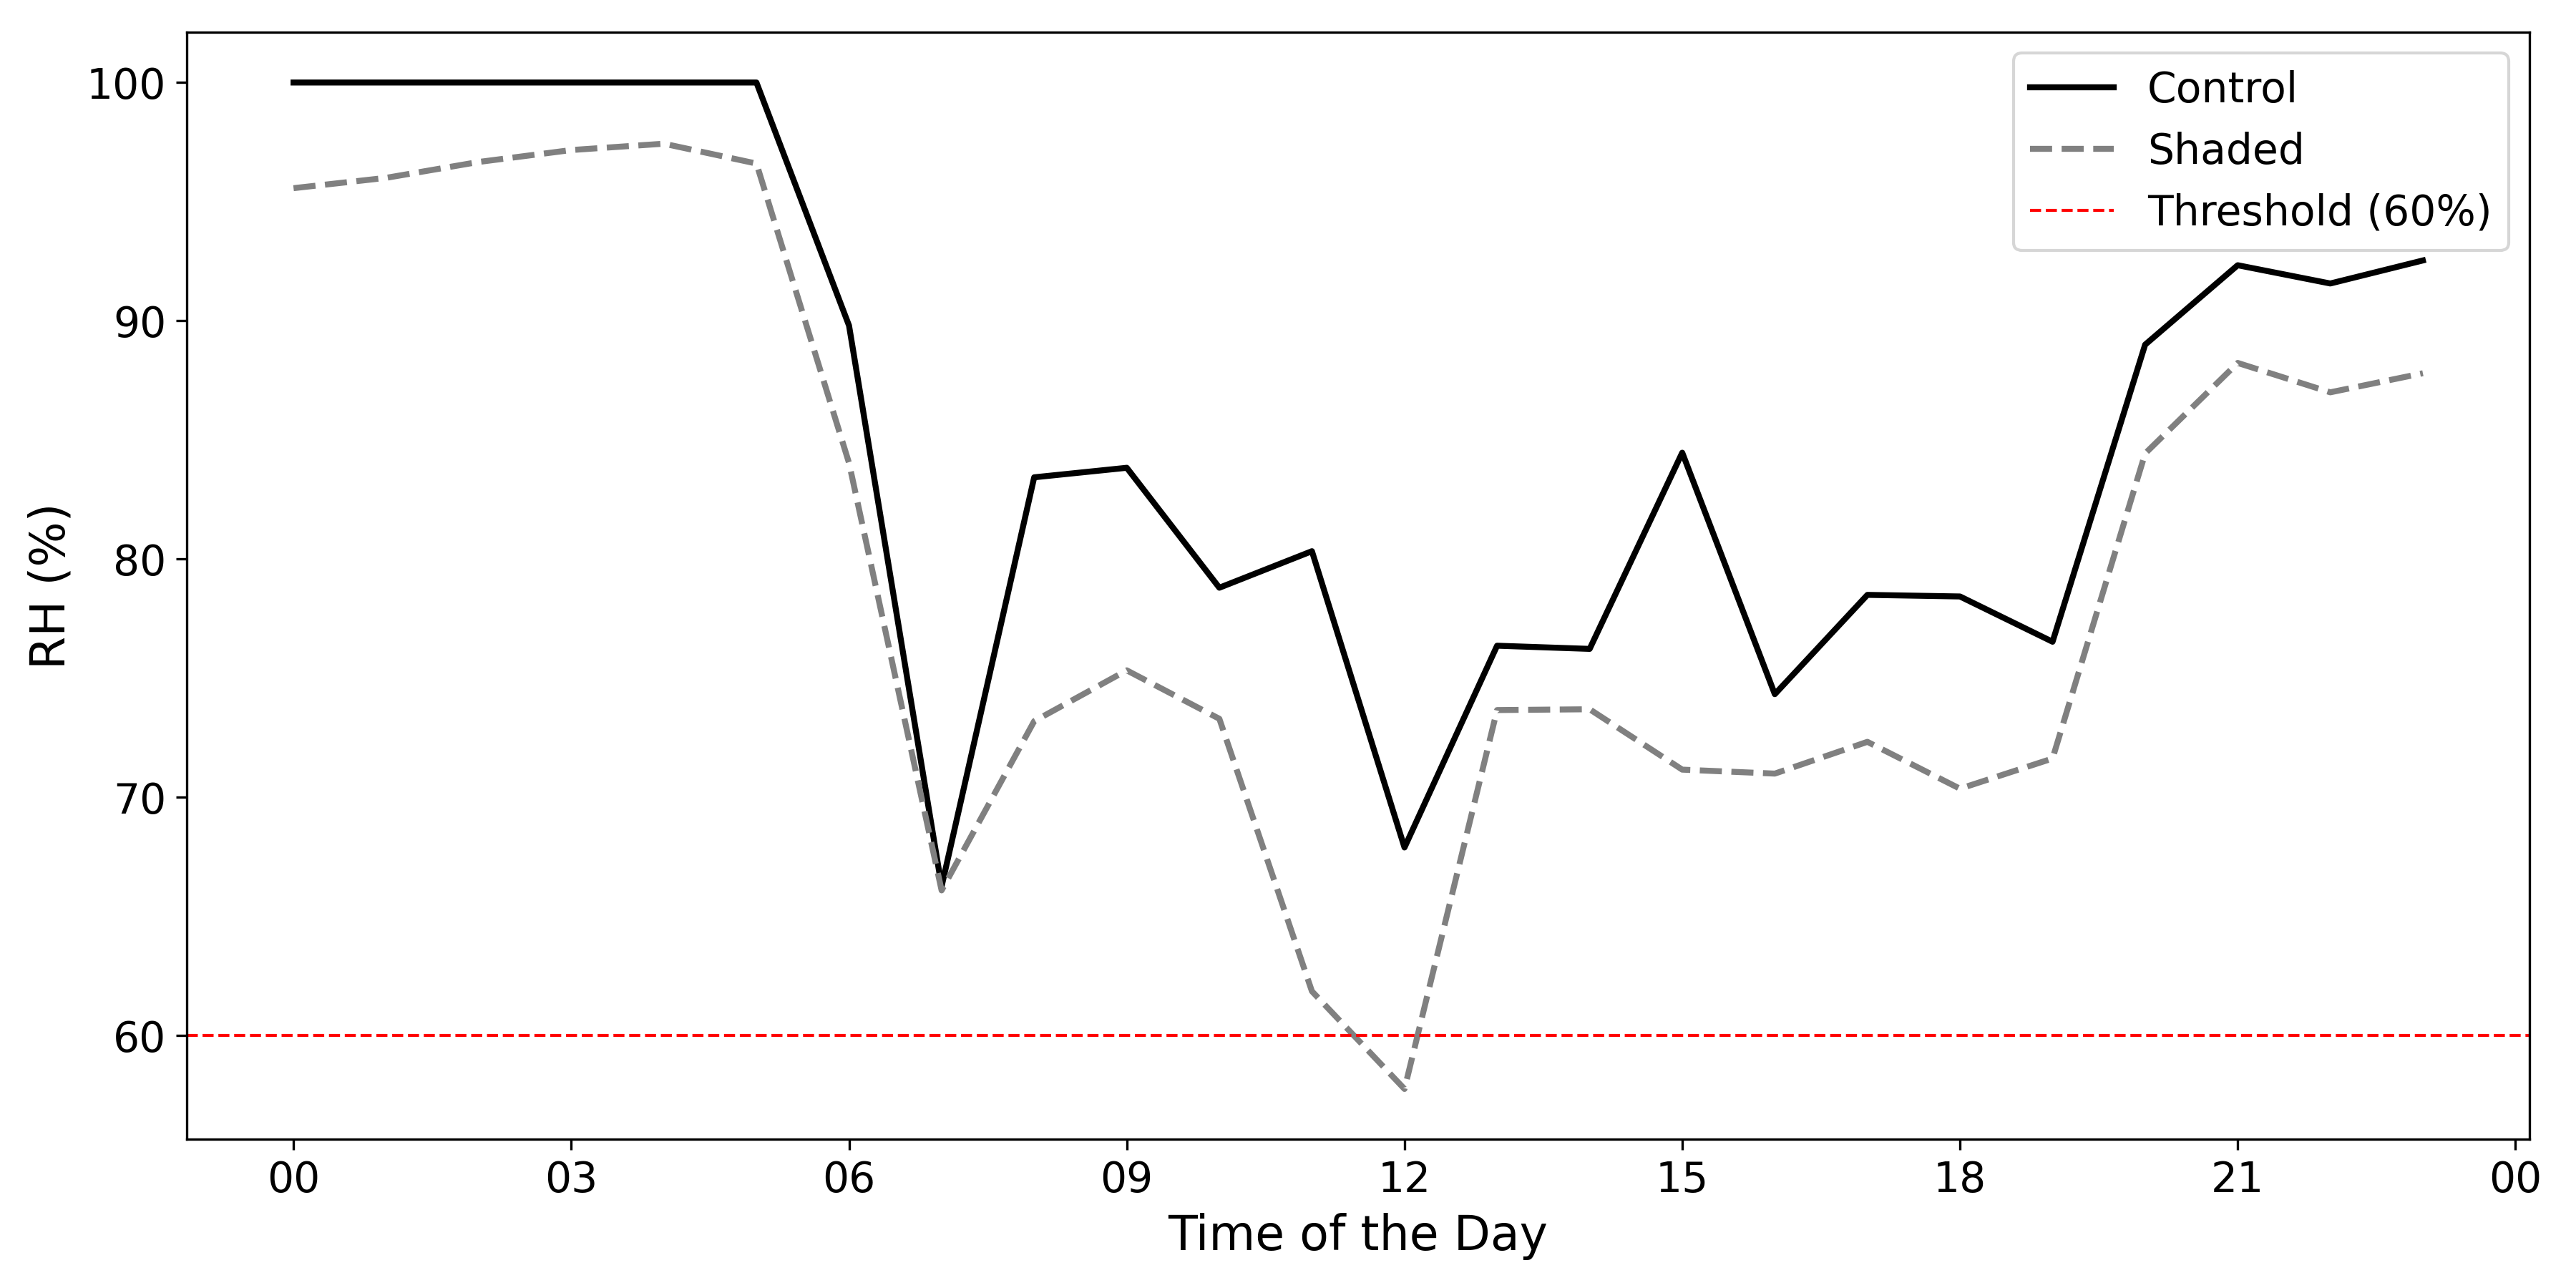 100
90
80
70
60
RH (%)
Control
Shaded
Threshold (60%)
00 03 06 09 12 15 18 21 00
Time of the Day